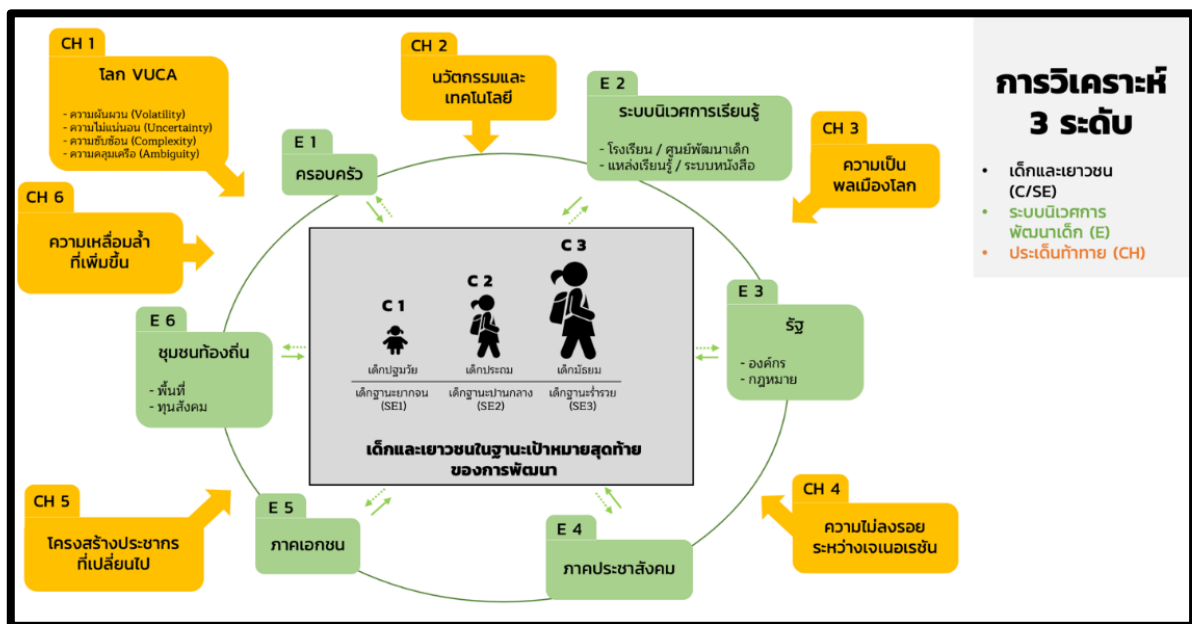 CH 1
โลก VUCA
- ความผันผวน (Volatility)
- ความไม่แน่นอน (Uncertainty)
- ความซับซ้อน (Complexity)
- ความคลุมเครือ (Ambiguity)
CH 2
นวัตกรรมและ
เทคโนโลยี
E 2
ระบบนิเวศการเรียนรู้
- โรงเรียน / ศูนย์พัฒนาเด็ก
- แหล่งเรียนรู้ / ระบบหนังสือ
CH 3
ความเป็น
พลเมืองโลก
การวิเคราะห์
3 ระดับ
• เด็กและเยาวชน
(C/SE)
• ระบบนิเวศการ
พัฒนาเด็ก (E)
• ประเด็นท้าทาย (CH)
E 1
ครอบครัว
CH 6
ความเหลื่อมล้ำ
ที่เพิ่มขึ้น
C 1
เด็กปฐมวัย
เด็กฐานะยากจน
(SE1)
C 2
เด็กประถม
เด็กฐานะปานกลาง
(SE2)
C 3
เด็กมัธยม
เด็กฐานะร่ำรวย
(SE3)
เด็กและเยาวชนในฐานะเป้าหมายสุดท้าย
ของการพัฒนา
E 3
รัฐ
- องค์กร
- กฎหมาย
E 6
ชุมชนท้องถิ่น
- พื้นที่
- ทุนสังคม
CH 5
โครงสร้างประชากร
ที่เปลี่ยนไป
E 5
ภาคเอกชน
E 4
ภาคประชาสังคม
CH 4
ความไม่ลงรอย
ระหว่างเจเนอเรชัน